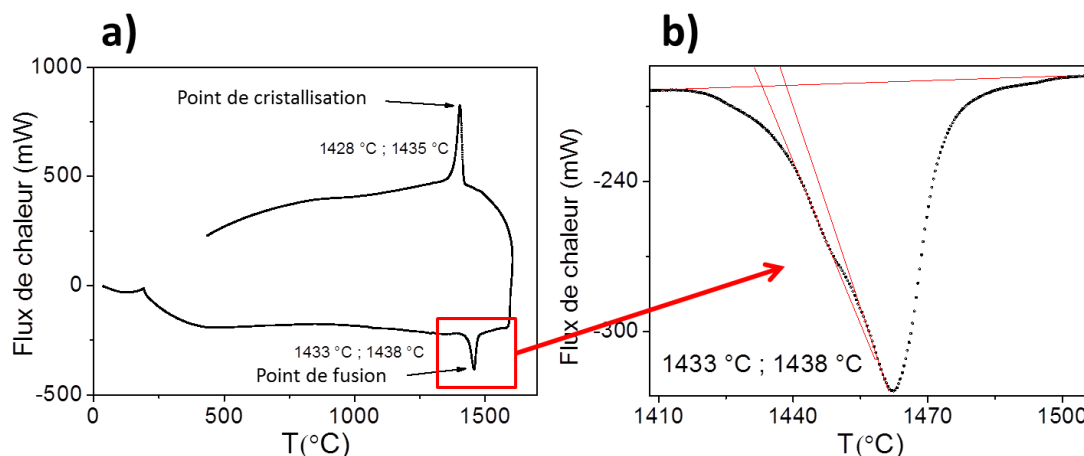 a)
1000
500
0
-500
Flux de chaleur (mW)
Point de cristallisation
1428 °C ; 1435 °C
1433 °C ; 1438 °C
Point de fusion
0
500
1000
1500
T(°C)
b)
-240
-300
Flux de chaleur (mW)
1433 °C ; 1438 °C
1410
1440
1470
1500
T(°C)